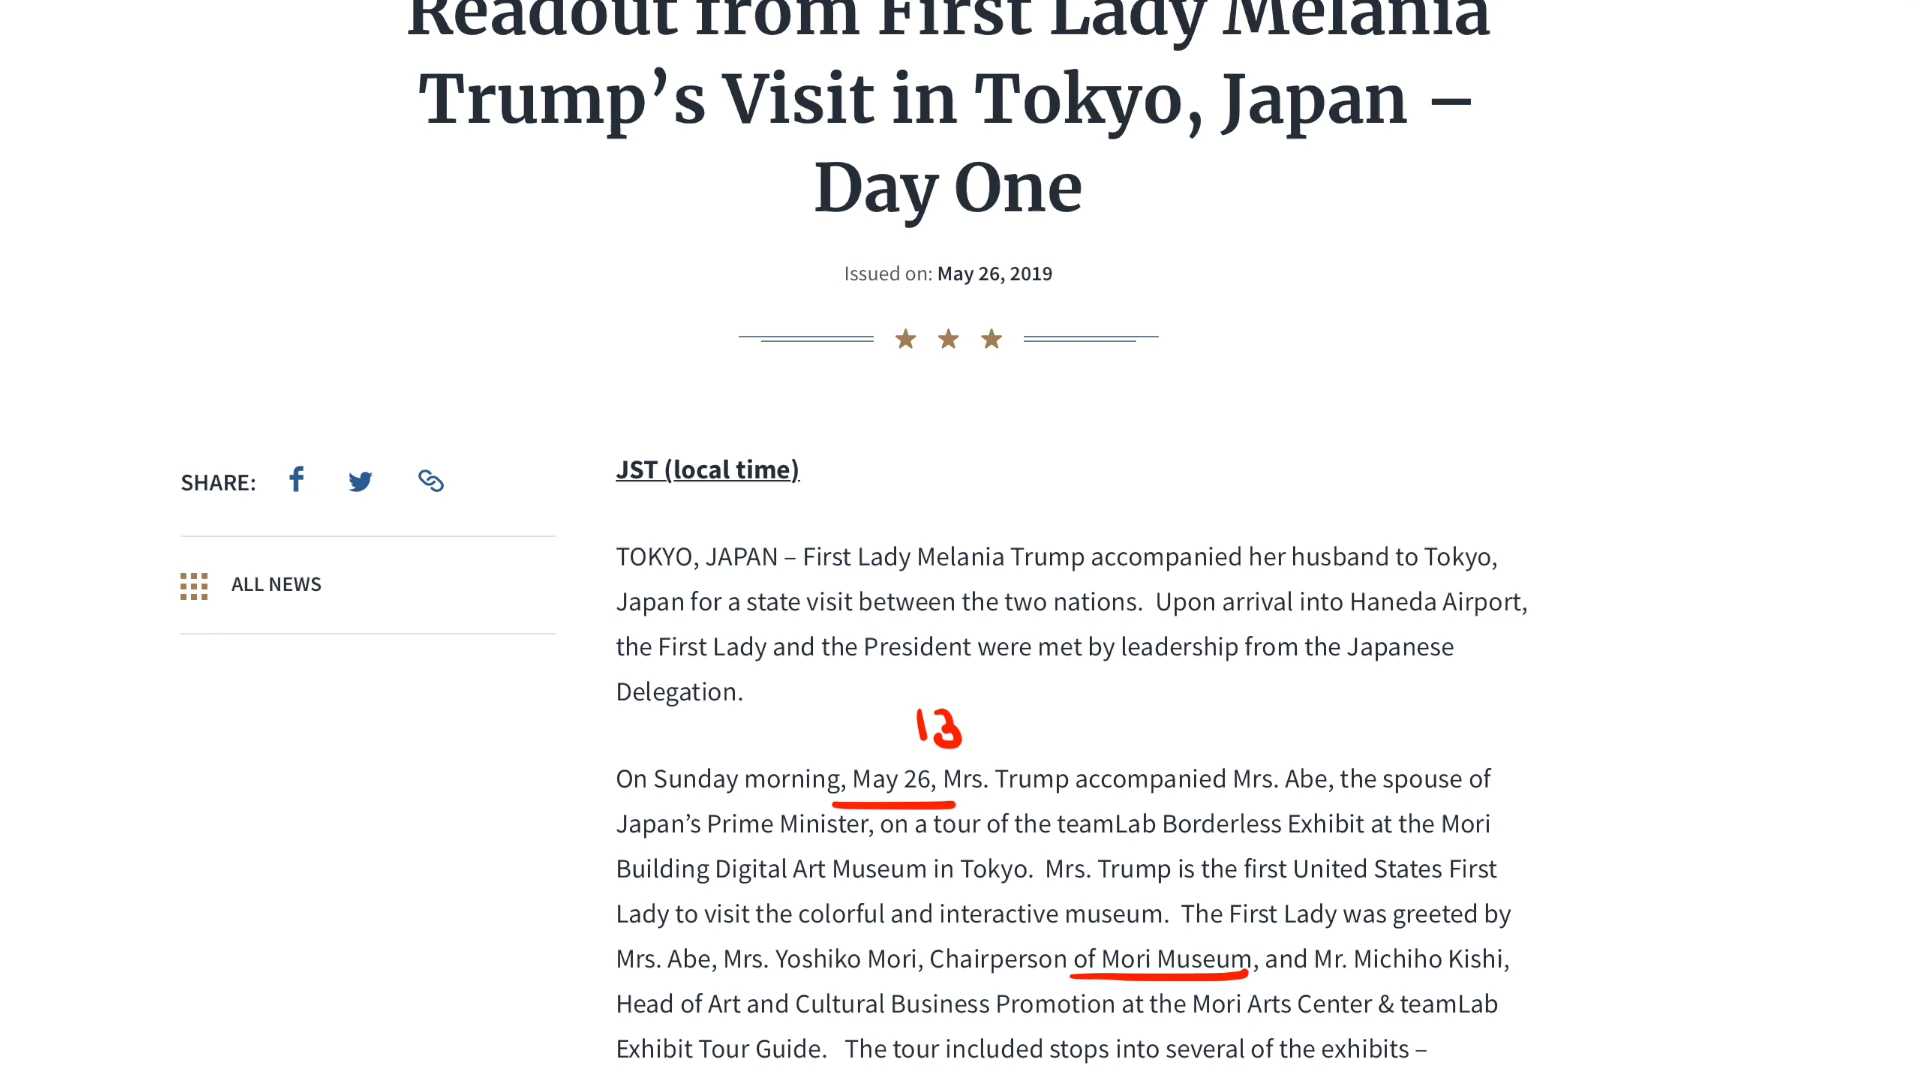 Readout from First Lady Melania
Trump’s Visit in Tokyo, Japan –
Day One
Issued on: May 26, 2019
SHARE:
ALL NEWS
JST (local time)
TOKYO, JAPAN – First Lady Melania Trump accompanied her husband to Tokyo,
Japan for a state visit between the two nations.  Upon arrival into Haneda Airport,
the First Lady and the President were met by leadership from the Japanese
Delegation.
13
On Sunday morning, May 26, Mrs. Trump accompanied Mrs. Abe, the spouse of
Japan’s Prime Minister, on a tour of the teamLab Borderless Exhibit at the Mori
Building Digital Art Museum in Tokyo.  Mrs. Trump is the first United States First
Lady to visit the colorful and interactive museum.  The First Lady was greeted by
Mrs. Abe, Mrs. Yoshiko Mori, Chairperson of Mori Museum, and Mr. Michiho Kishi,
Head of Art and Cultural Business Promotion at the Mori Arts Center & teamLab
Exhibit Tour Guide.   The tour included stops into several of the exhibits –